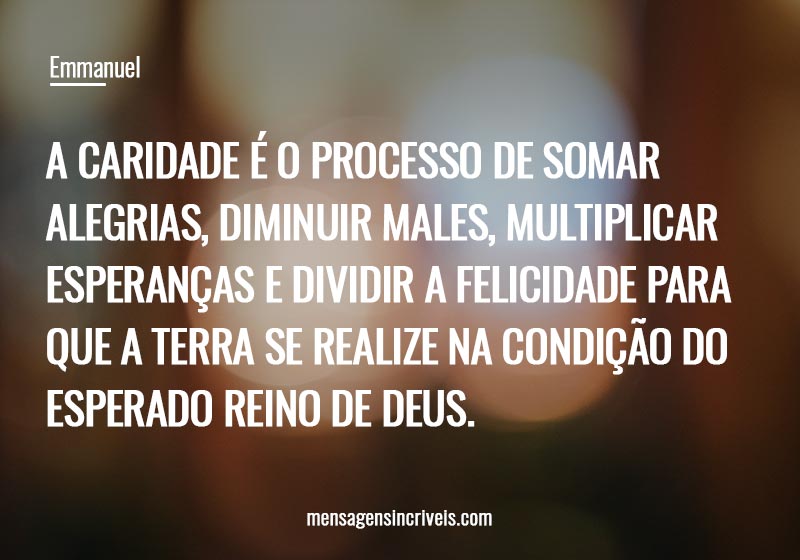 Emmanuel
A CARIDADE É O PROCESSO DE SOMAR
ALEGRIAS, DIMINUIR MALES, MULTIPLICAR
ESPERANÇAS E DIVIDIR A FELICIDADE PARA
QUE A TERRA SE REALIZE NA CONDIÇÃO DO
ESPERADO REINO DE DEUS.
mensagensincriveis.com